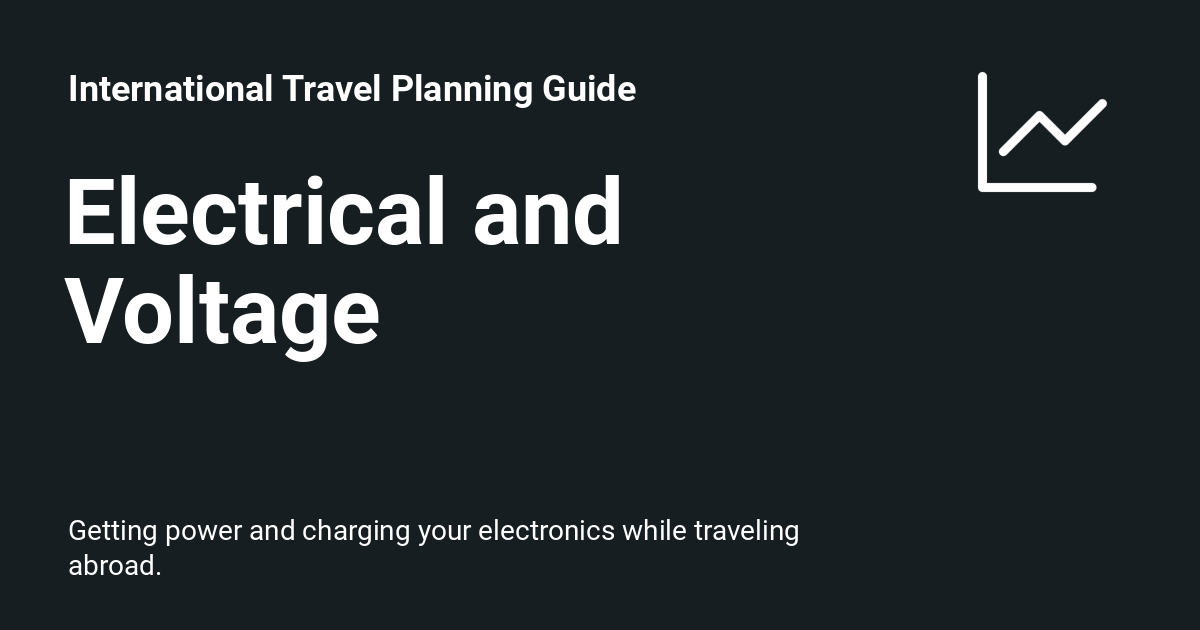 International Travel Planning Guide
Electrical and
Voltage
Getting power and charging your electronics while traveling
abroad.